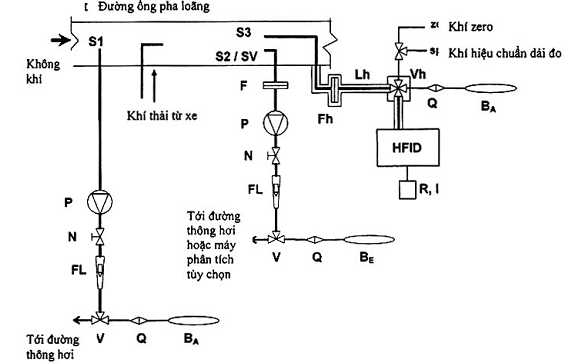 Đường ống pha loãng
S1
S3
S2 / SV
Không
khí
Khí thải từ xe
Khí zero
Khí hiệu chuẩn dải đo
Lh
Vh
F
Fh
Q
BA
P
HFID
N
R, I
FL
P
N
FL
Tới đường
thông hơi
hoặc máy
phân tích
tùy chọn
V
Q
BE
Tới đường
thông hơi
V
Q
BA